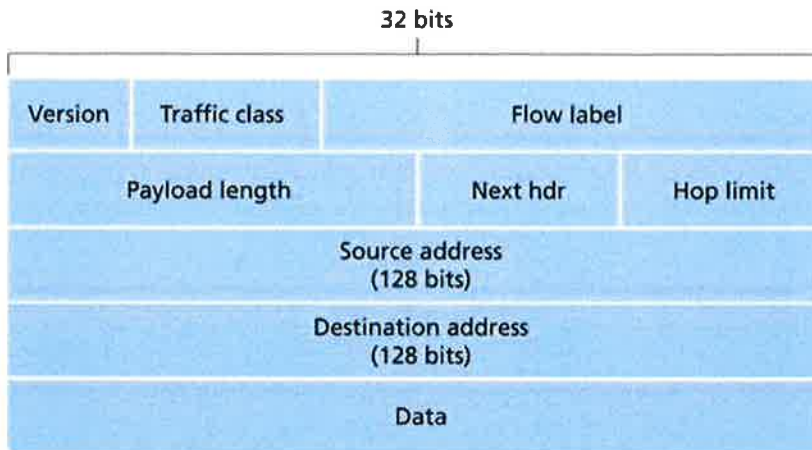 32 bits
Version Traffic class Flow label
Payload length Next hdr Hop limit
Source address
(128 bits)
Destination address
(128 bits)
Data